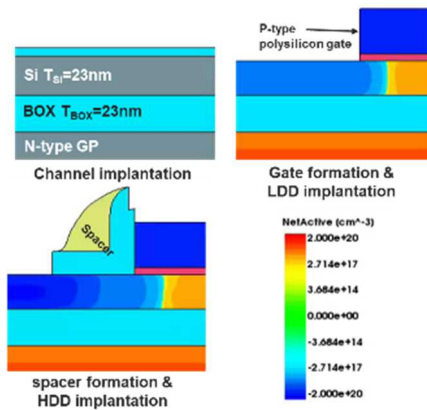 Si T_Si=23nm
BOX T_BOX=23nm
N-type GP
Channel implantation
P-type
polysilicon gate
Gate formation &
LDD implantation
Spacer
spacer formation &
HDD implantation
NetActive (cm^-3)
2.000e+20
2.714e+17
3.684e+14
0.000e+00
-3.684e+14
-2.714e+17
-2.000e+20